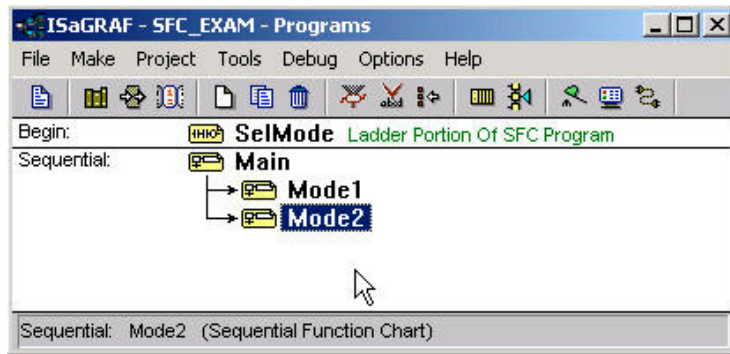 ISaGRAF - SFC_EXAM - Programs
File Make Project Tools Debug Options Help
Begin: SelMode Ladder Portion Of SFC Program
Sequential: Main
Mode1
Mode2
Sequential: Mode2 (Sequential Function Chart)